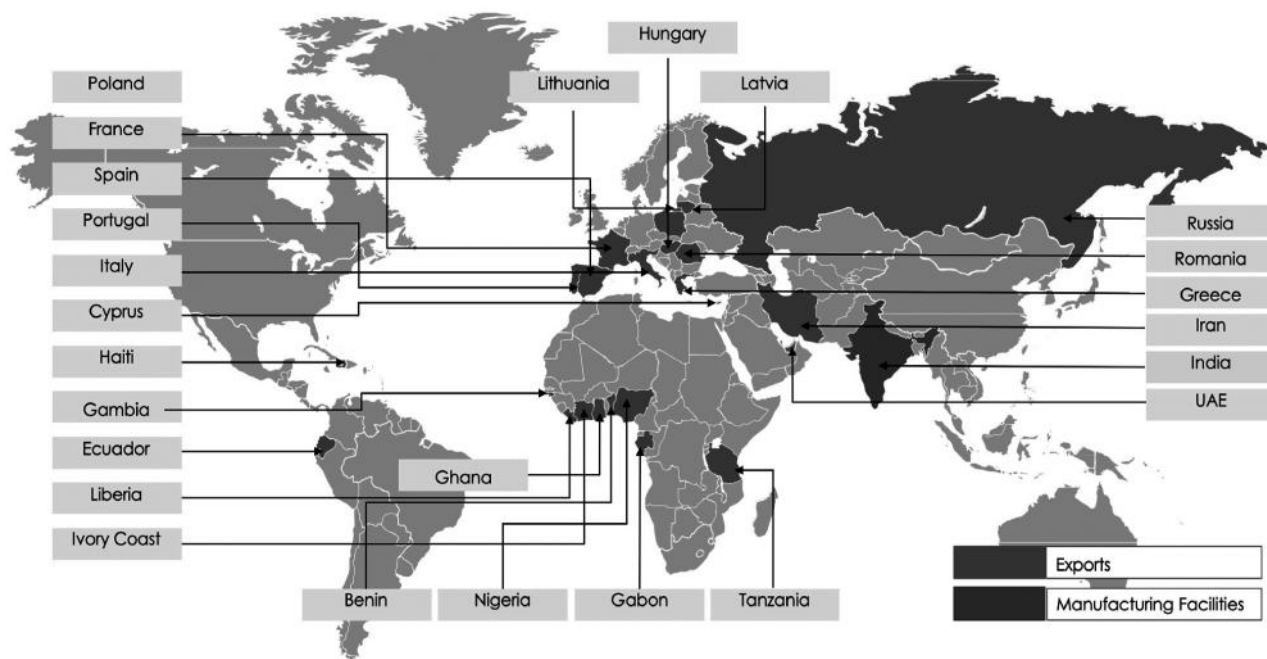 Hungary
Poland
Lithuania
Latvia
France
Spain
Portugal
Russia
Romania
Italy
Greece
Cyprus
Iran
Haiti
India
Gambia
UAE
Ecuador
Ghana
Liberia
Ivory Coast
Exports
Benin
Nigeria
Gabon
Tanzania
Manufacturing Facilities